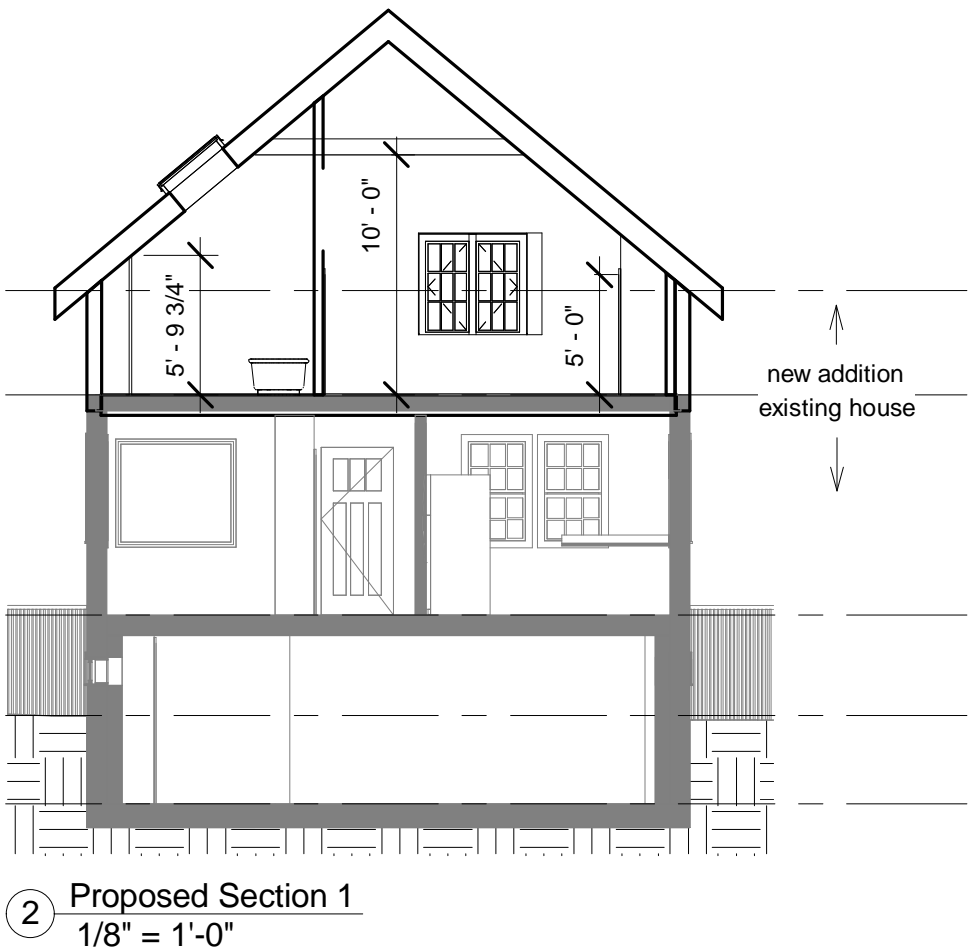 10' - 0"
5' - 9 3/4"
5' - 0"
new addition
existing house
2
Proposed Section 1
1/8" = 1'-0"